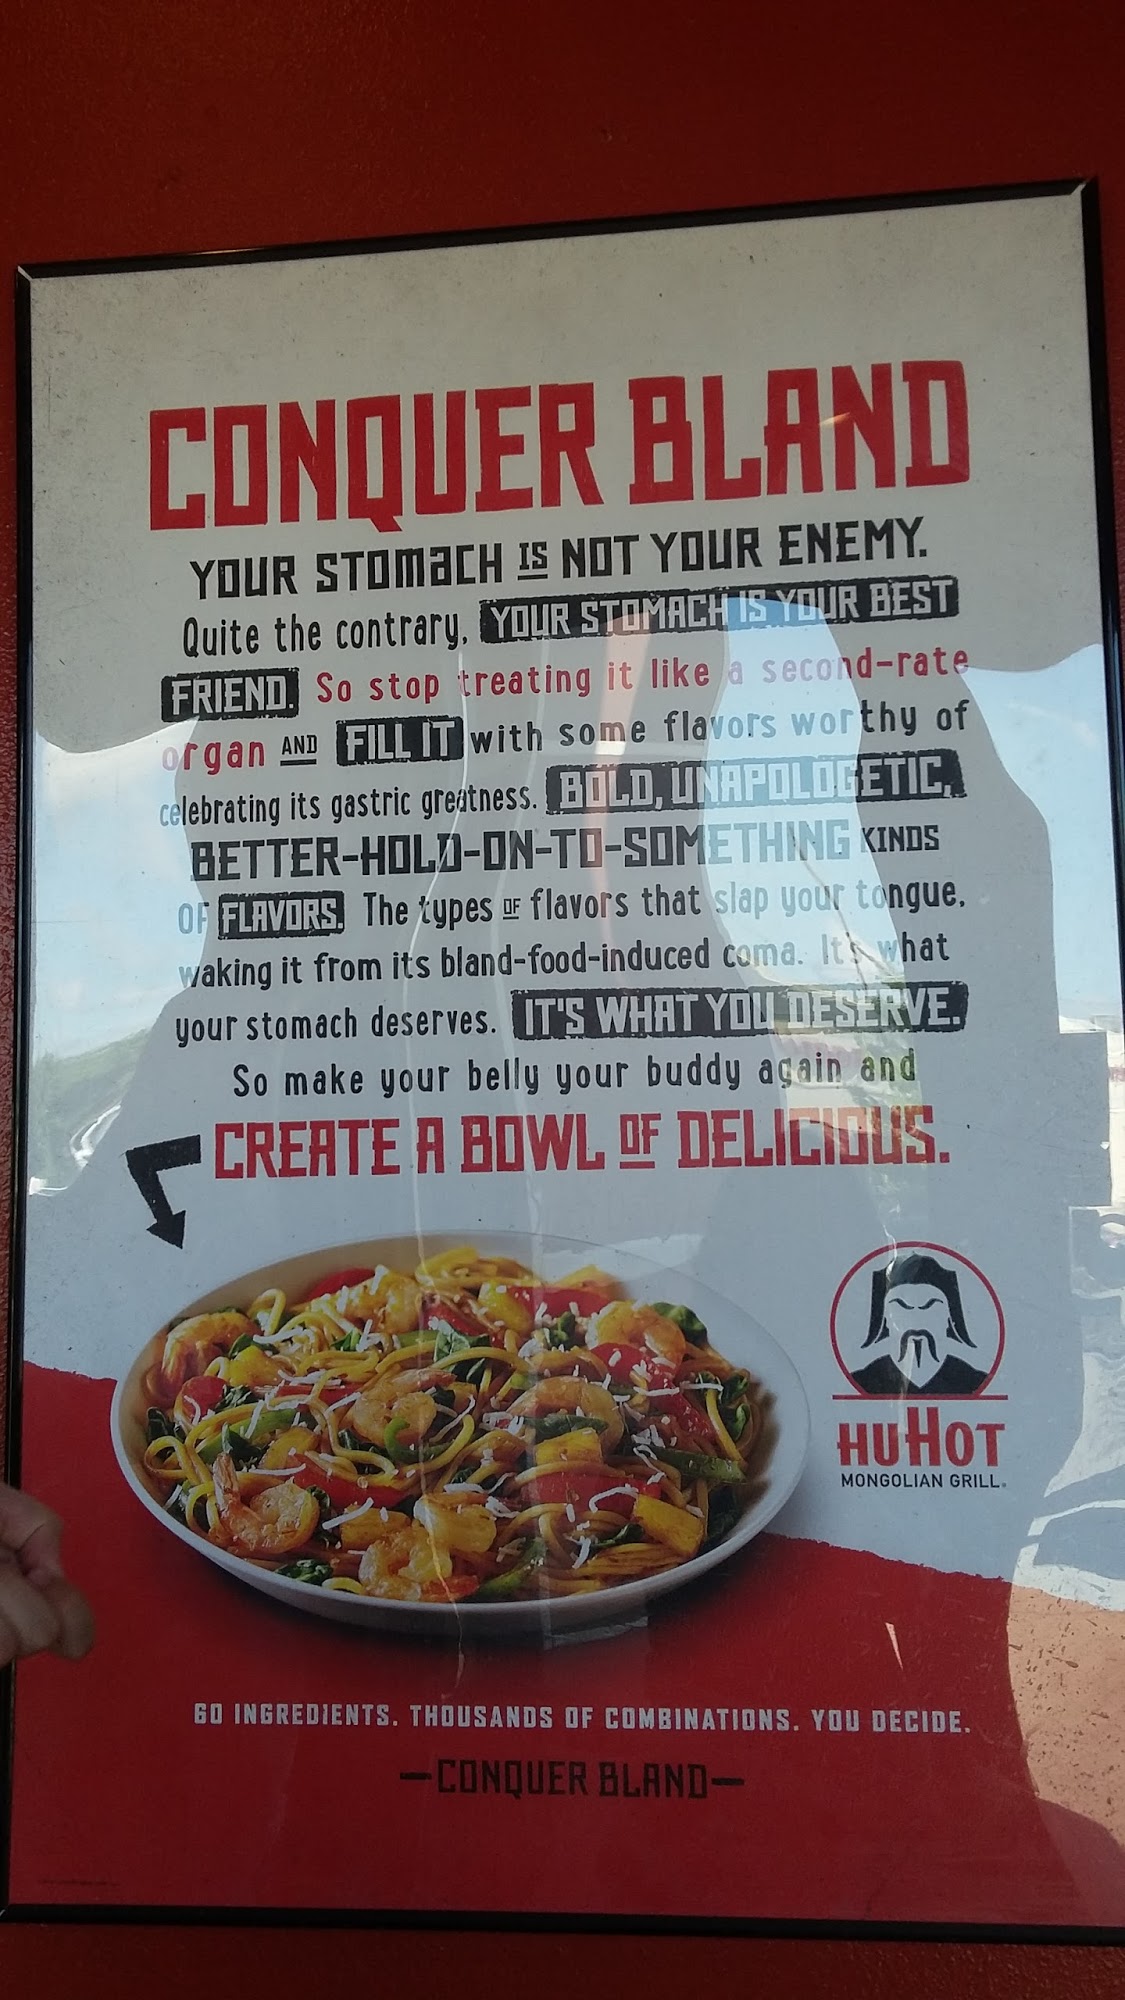 CONQUER BLAND
YOUR STOMACH IS NOT YOUR ENEMY.
Quite the contrary, YOUR STOMACH IS YOUR BEST
FRIEND. So stop treating it like a second-rate
organ AND FILL IT with some flavors worthy of
celebrating its gastric greatness. BOLD, UNAPOLOGETIC,
BETTER-HOLD-ON-TO-SOMETHING KINDS
OF FLAVORS. The types OF flavors that slap your tongue,
waking it from its bland-food-induced coma. It's what
your stomach deserves. IT'S WHAT YOU DESERVE.
So make your belly your buddy again and
CREATE A BOWL OF DELICIOUS.
HUHOT
MONGOLIAN GRILL®
60 INGREDIENTS. THOUSANDS OF COMBINATIONS. YOU DECIDE.
—CONQUER BLAND—